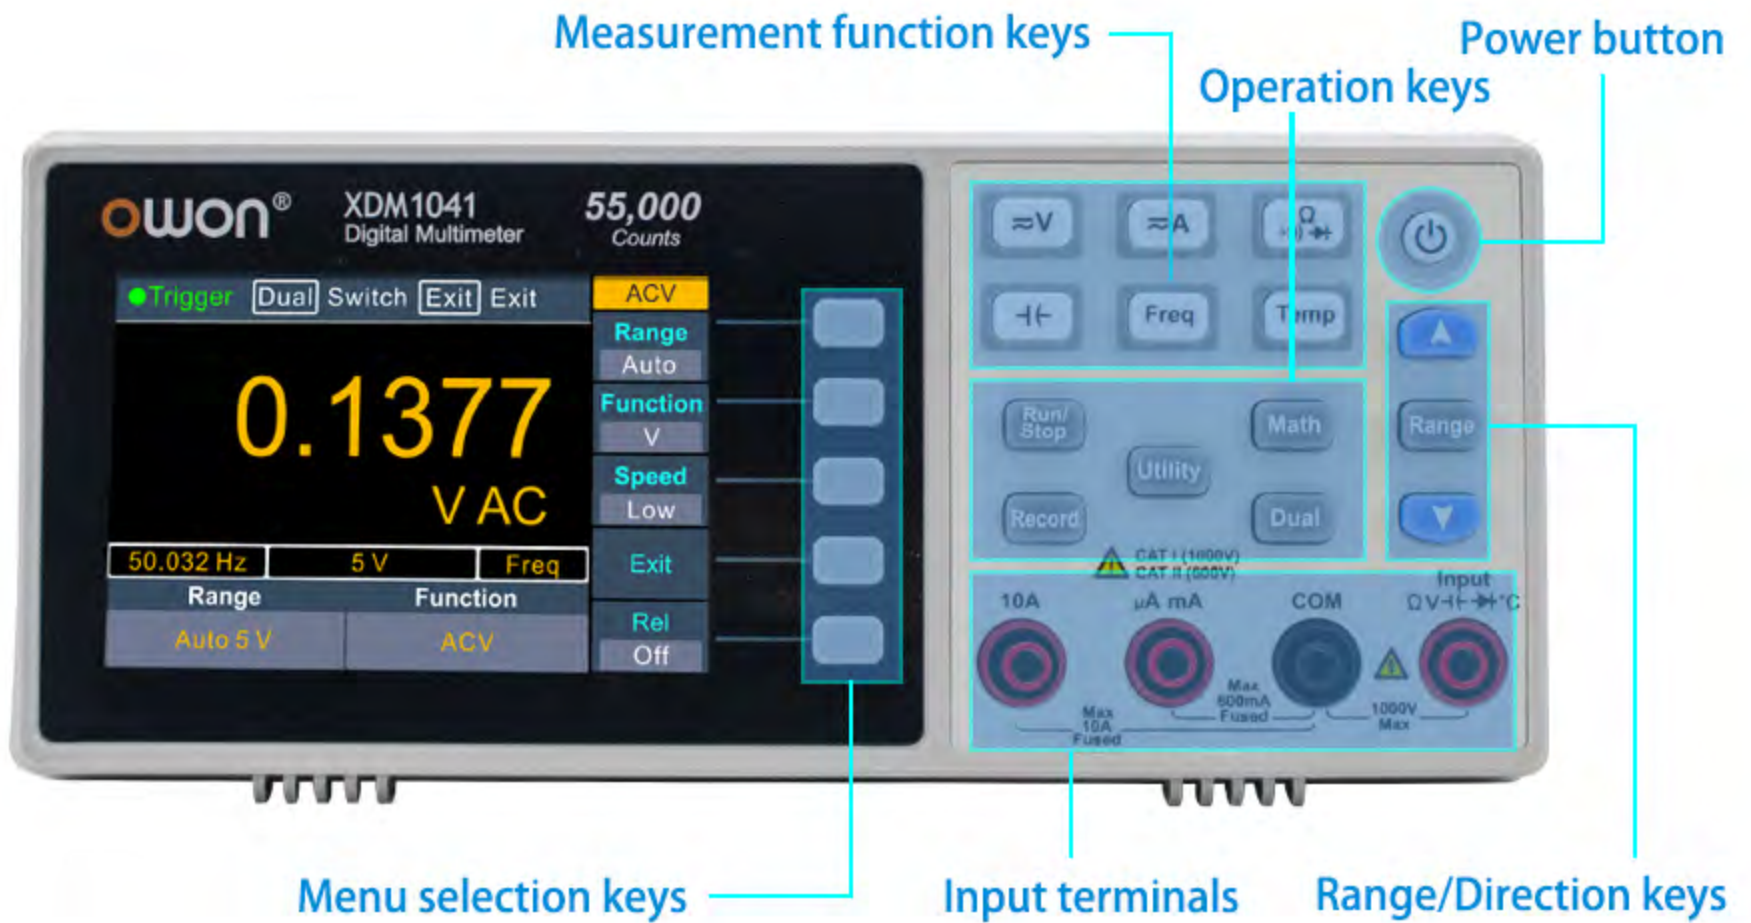 Measurement function keys
Power button
Operation keys
owon®
XDM1041
Digital Multimeter
55,000
Counts
Trigger Dual Switch Exit Exit
ACV
Range
Auto
0.1377
V AC
Function
V
Speed
Low
Exit
50.032 Hz 5 V Freq
Range Function
Auto 5 V ACV
Rel
Off
≂V
≂A
Ω
Freq
Temp
Run/
Stop
Math
Utility
Record
Dual
Range
CAT I (1000V)
CAT II (600V)
10A
µA mA
COM
Input
ΩV⊣⊢°C
Max
10A
Fused
Max
600mA
Fused
1000V
Max
Menu selection keys
Input terminals
Range/Direction keys